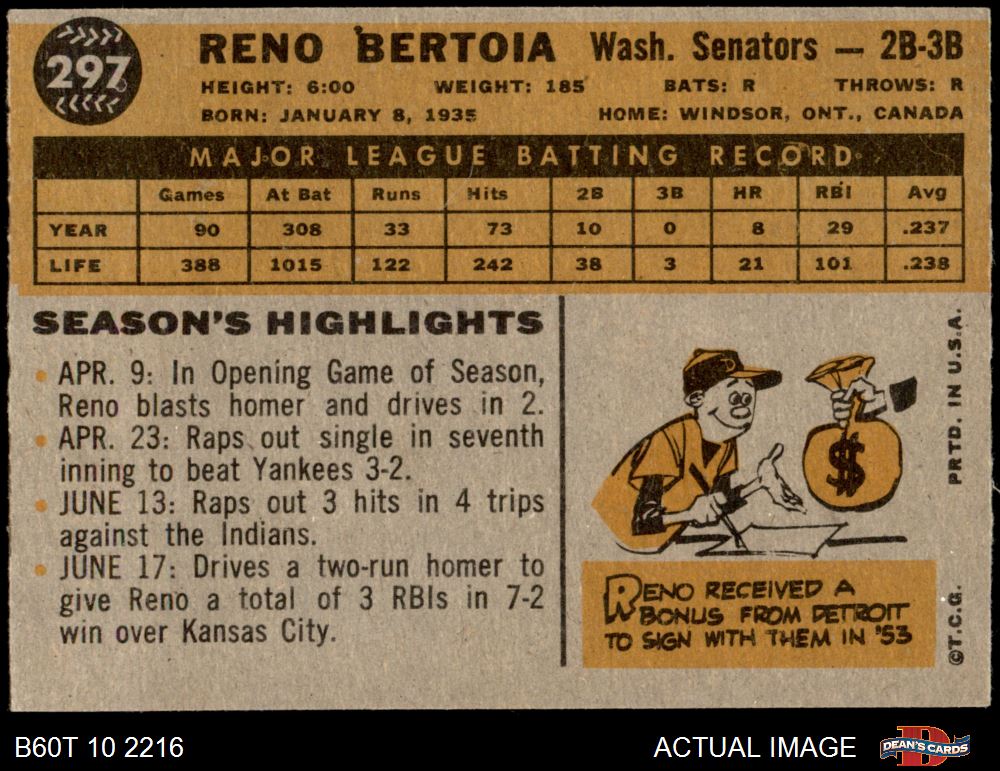 297
RENO BERTOIA Wash. Senators — 2B-3B
HEIGHT: 6:00 WEIGHT: 185 BATS: R THROWS: R
BORN: JANUARY 8, 1935 HOME: WINDSOR, ONT., CANADA
MAJOR LEAGUE BATTING RECORD
Games At Bat Runs Hits 2B 3B HR RBI Avg
YEAR 90 308 33 73 10 0 8 29 .237
LIFE 388 1015 122 242 38 3 21 101 .238
SEASON'S HIGHLIGHTS
• APR. 9: In Opening Game of Season,
Reno blasts homer and drives in 2.
• APR. 23: Raps out single in seventh
inning to beat Yankees 3-2.
• JUNE 13: Raps out 3 hits in 4 trips
against the Indians.
• JUNE 17: Drives a two-run homer to
give Reno a total of 3 RBIs in 7-2
win over Kansas City.
D
$
RENO RECEIVED A
BONUS FROM DETROIT
TO SIGN WITH THEM IN '53
©T.C.G. PRTD. IN U.S.A.
B60T 10 2216 ACTUAL IMAGE
DEAN'S CARDS